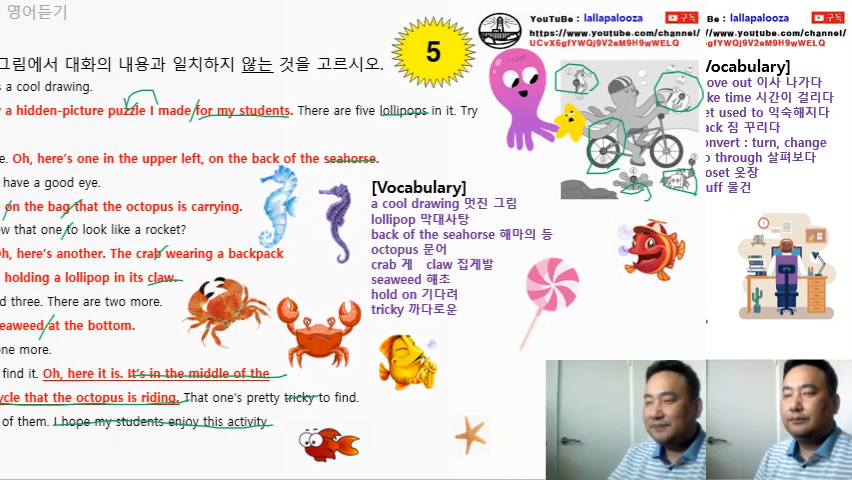 영어듣기
그림에서 대화의 내용과 일치하지 않는 것을 고르시오.
5
YouTuBe : lallapalooza
구독
https://www.youtube.com/channel/
UCvX6gfYWQj9V2eM9H9wWELQ
Be : lallapalooza
구독
www.youtube.com/channel/
gfYWQj9V2eM9H9wWELQ
s a cool drawing.
a hidden-picture puzzle I made for my students. There are five lollipops in it. Try
e. Oh, here's one in the upper left, on the back of the seahorse.
have a good eye.
on the bag that the octopus is carrying.
w that one to look like a rocket?
h, here's another. The crab wearing a backpack
holding a lollipop in its claw.
d three. There are two more.
eaweed at the bottom.
one more.
find it. Oh, here it is. It's in the middle of the
ycle that the octopus is riding. That one's pretty tricky to find.
of them. I hope my students enjoy this activity.
[Vocabulary]
a cool drawing 멋진 그림
lollipop 막대사탕
back of the seahorse 해마의 등
octopus 문어
crab 게 claw 집게발
seaweed 해초
hold on 기다려
tricky 까다로운
Vocabulary]
ove out 이사 나가다
ke time 시간이 걸리다
et used to 익숙해지다
ack 짐 꾸리다
onvert : turn, change
o through 살펴보다
oset 옷장
uff 물건